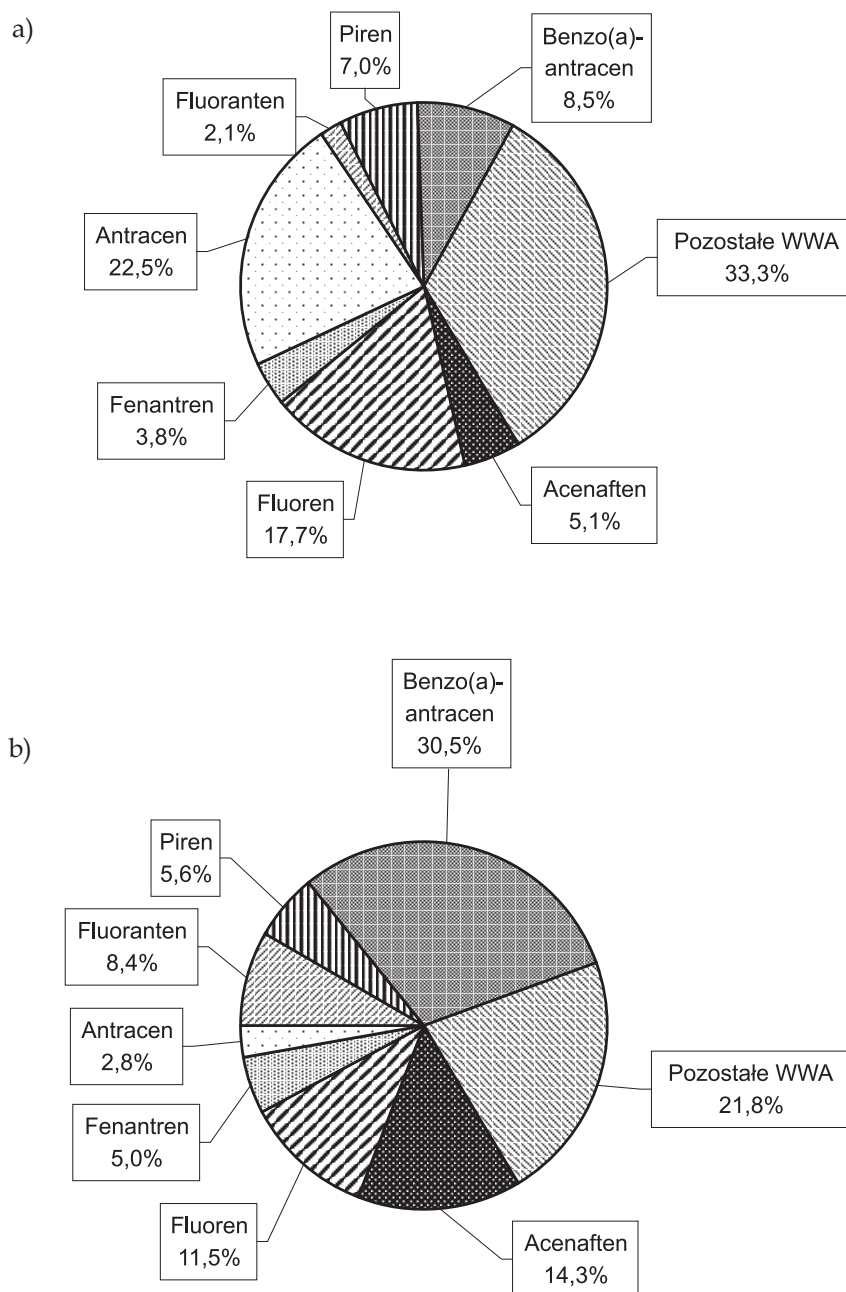 a)
Piren
7,0%
Benzo(a)-
antracen
8,5%
Fluoranten
2,1%
Antracen
22,5%
Pozostałe WWA
33,3%
Fenantren
3,8%
Fluoren
17,7%
Acenaften
5,1%
b)
Benzo(a)-
antracen
30,5%
Piren
5,6%
Fluoranten
8,4%
Antracen
2,8%
Pozostałe WWA
21,8%
Fenantren
5,0%
Fluoren
11,5%
Acenaften
14,3%